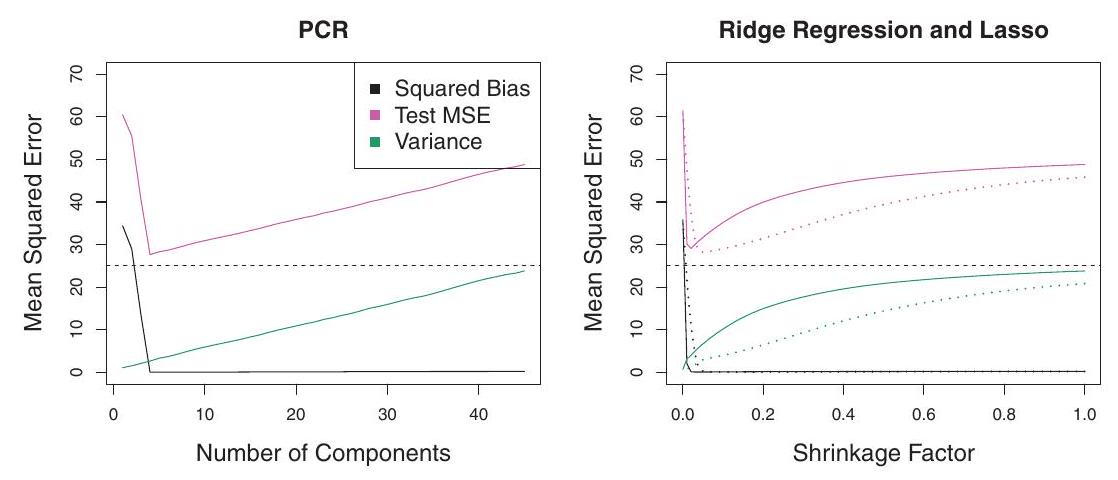 PCR
Mean Squared Error
70
60
50
40
30
20
10
0
Squared Bias
Test MSE
Variance
0 10 20 30 40
Number of Components
Ridge Regression and Lasso
Mean Squared Error
70
60
50
40
30
20
10
0
0.0 0.2 0.4 0.6 0.8 1.0
Shrinkage Factor